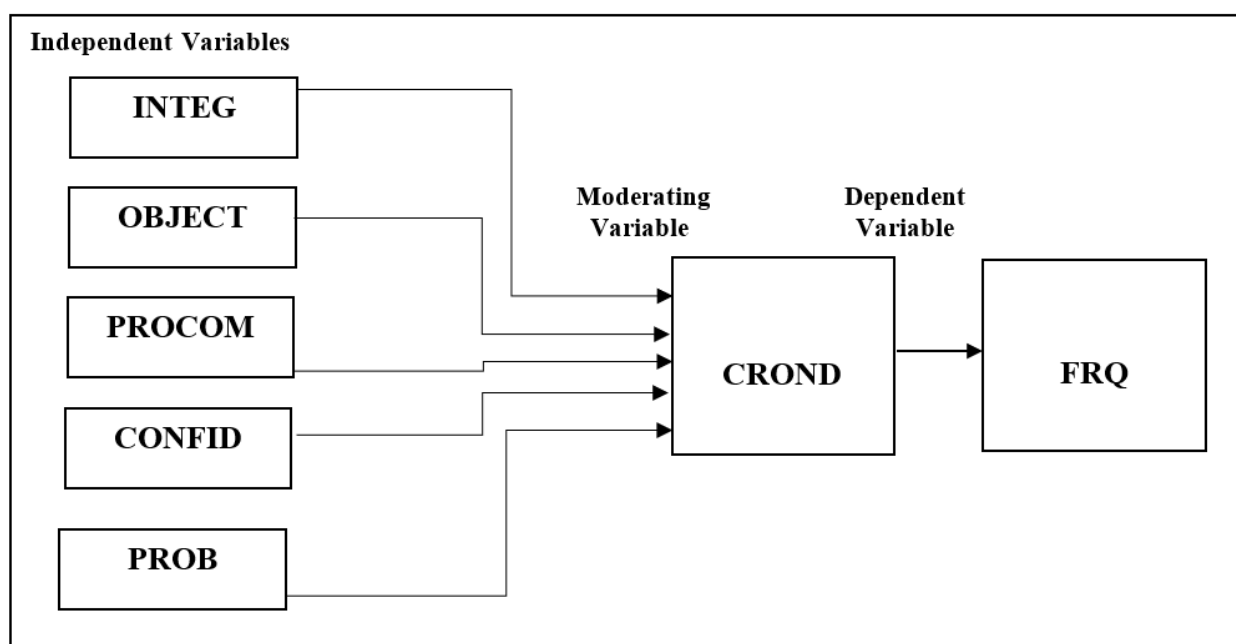 Independent Variables
INTEG
OBJECT
PROCOM
CONFID
PROB
Moderating
Variable
CROND
Dependent
Variable
FRQ